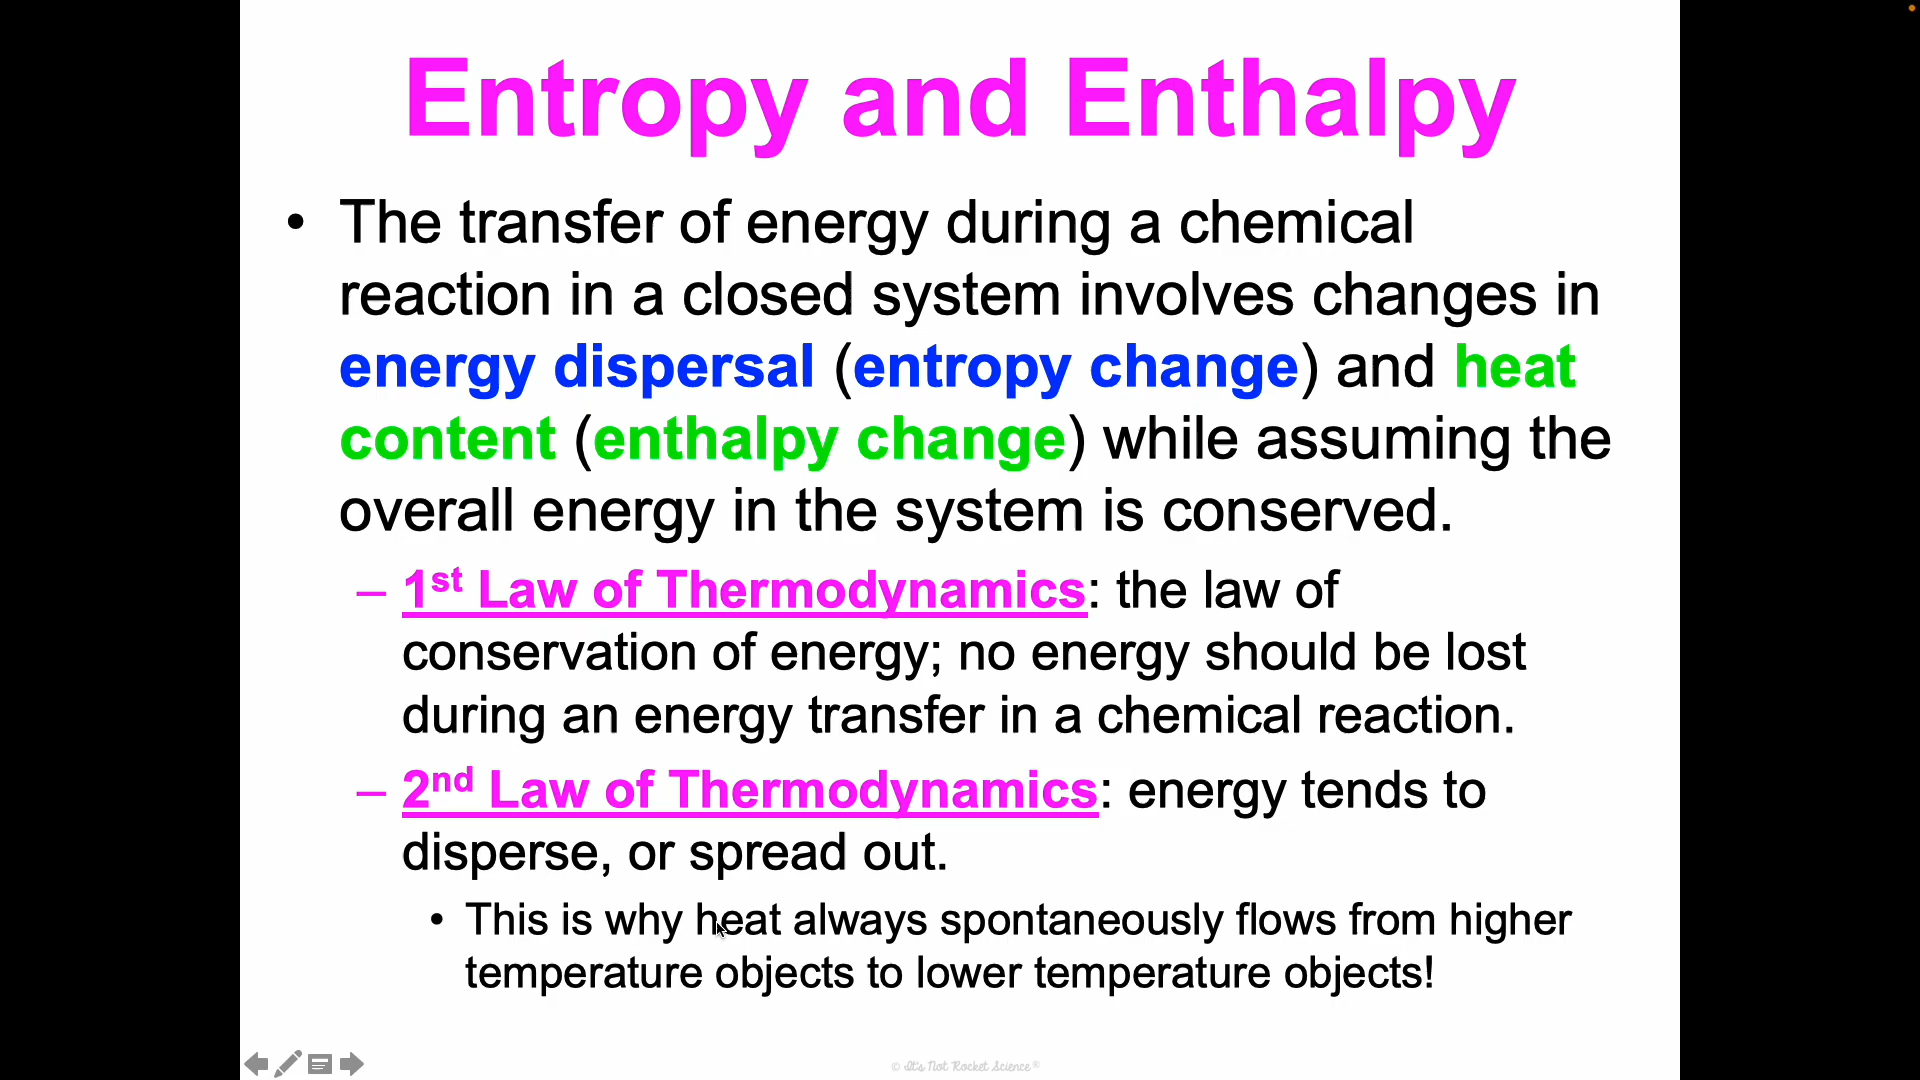 Entropy and Enthalpy
• The transfer of energy during a chemical
reaction in a closed system involves changes in
energy dispersal (entropy change) and heat
content (enthalpy change) while assuming the
overall energy in the system is conserved.
– 1st Law of Thermodynamics: the law of
conservation of energy; no energy should be lost
during an energy transfer in a chemical reaction.
– 2nd Law of Thermodynamics: energy tends to
disperse, or spread out.
• This is why heat always spontaneously flows from higher
temperature objects to lower temperature objects!
© It's Not Rocket Science®